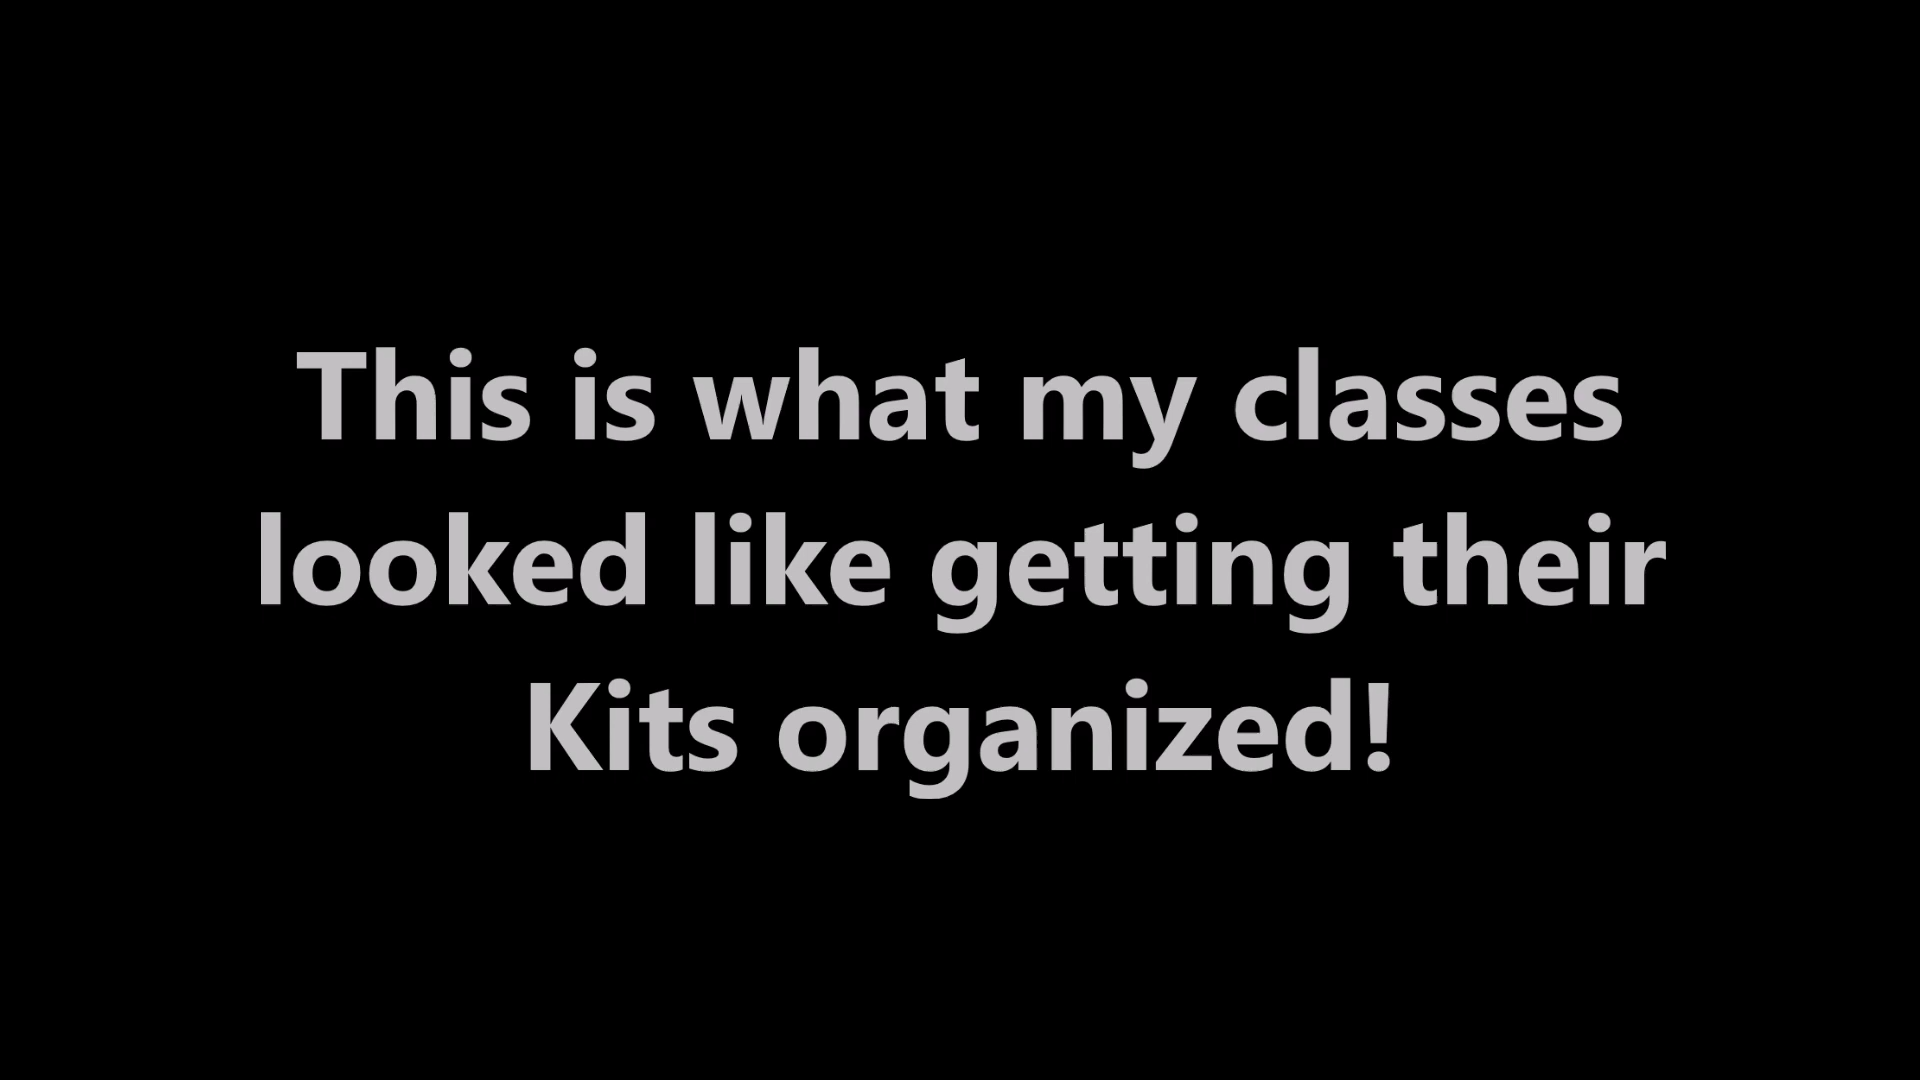 This is what my classes
looked like getting their
Kits organized!